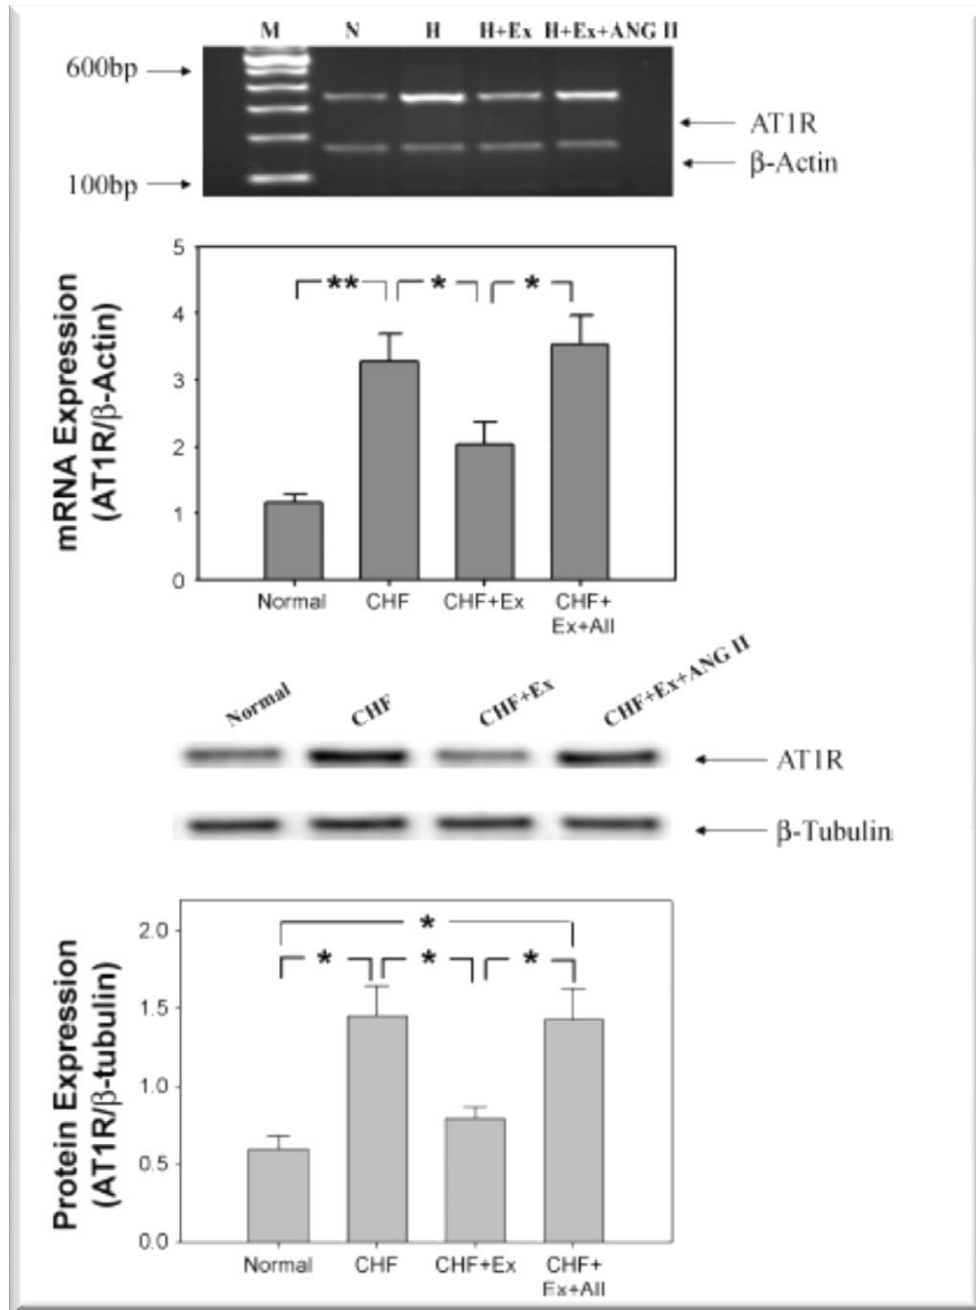 M N H H+Ex H+Ex+ANG II
600bp
AT1R
β-Actin
100bp
mRNA Expression
(AT1R/β-Actin)
5
4
3
2
1
0
** * *
Normal CHF CHF+Ex CHF+
Ex+AII
Normal CHF CHF+Ex CHF+Ex+ANG II
AT1R
β-Tubulin
Protein Expression
(AT1R/β-tubulin)
2.0
1.5
1.0
0.5
0.0
*
* * *
Normal CHF CHF+Ex CHF+
Ex+AII